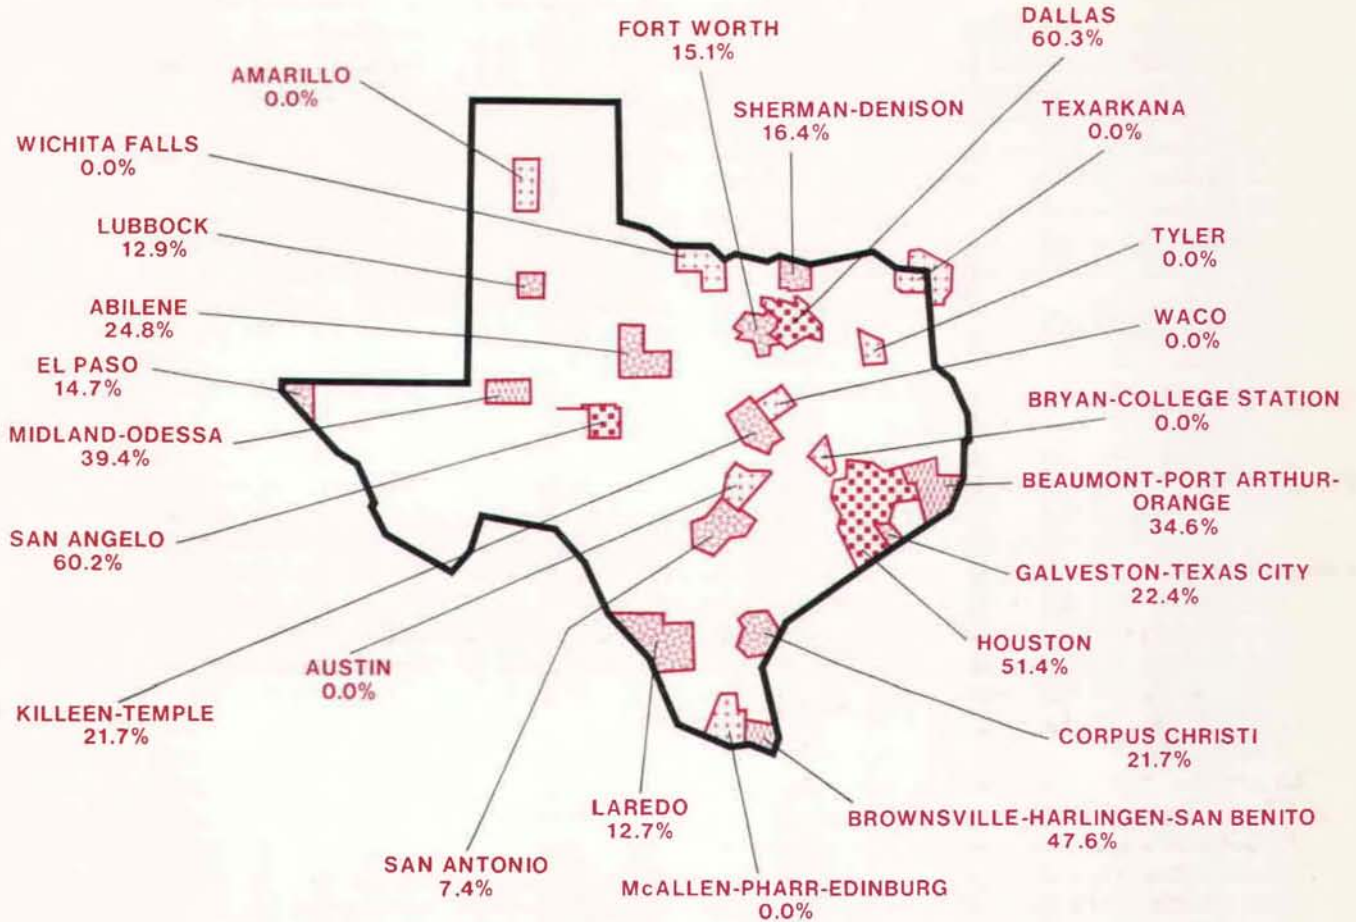 DALLAS
60.3%
FORT WORTH
15.1%
AMARILLO
0.0%
SHERMAN-DENISON
16.4%
TEXARKANA
0.0%
WICHITA FALLS
0.0%
LUBBOCK
12.9%
TYLER
0.0%
ABILENE
24.8%
WACO
0.0%
EL PASO
14.7%
BRYAN-COLLEGE STATION
0.0%
MIDLAND-ODESSA
39.4%
BEAUMONT-PORT ARTHUR-
ORANGE
34.6%
SAN ANGELO
60.2%
GALVESTON-TEXAS CITY
22.4%
HOUSTON
51.4%
AUSTIN
0.0%
KILLEEN-TEMPLE
21.7%
CORPUS CHRISTI
21.7%
LAREDO
12.7%
BROWNSVILLE-HARLINGEN-SAN BENITO
47.6%
SAN ANTONIO
7.4%
McALLEN-PHARR-EDINBURG
0.0%